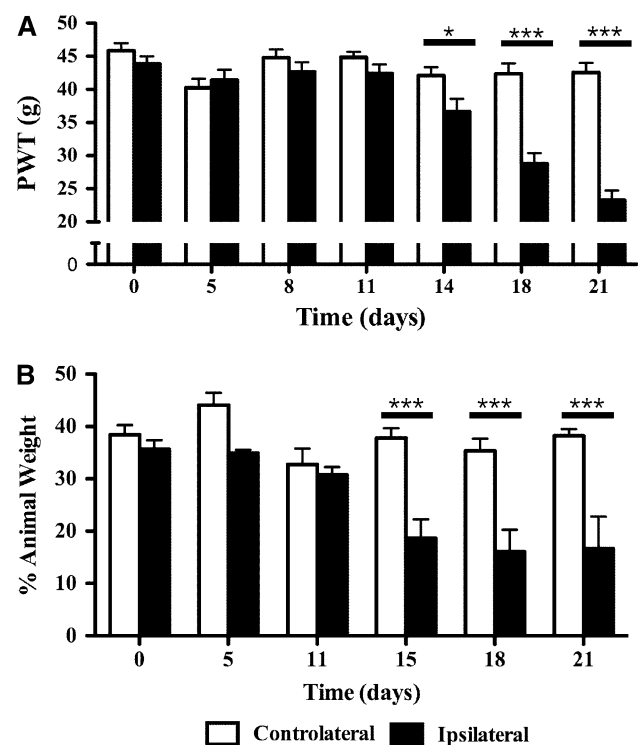 A
* *** ***
50
45
40
35
30
25
20
0
PWT (g)
0 5 8 11 14 18 21
Time (days)
B
*** *** ***
50
40
30
20
10
0
% Animal Weight
0 5 11 15 18 21
Time (days)
Controlateral Ipsilateral